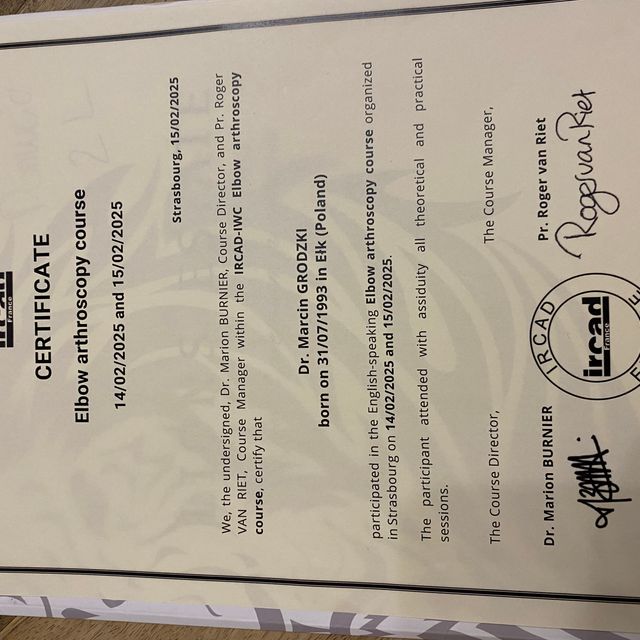 ircad
France
CERTIFICATE
Elbow arthroscopy course
14/02/2025 and 15/02/2025
Strasbourg, 15/02/2025
We, the undersigned, Dr. Marion BURNIER, Course Director, and Pr. Roger
VAN RIET, Course Manager within the IRCAD-IWC Elbow arthroscopy
course, certify that
Dr. Marcin GRODZKI
born on 31/07/1993 in Ełk (Poland)
participated in the English-speaking Elbow arthroscopy course organized
in Strasbourg on 14/02/2025 and 15/02/2025.
The participant attended with assiduity all theoretical and practical
sessions.
The Course Director,
The Course Manager,
Dr. Marion BURNIER
Pr. Roger van Riet
Roger van Riet
IRCAD
ircad
France